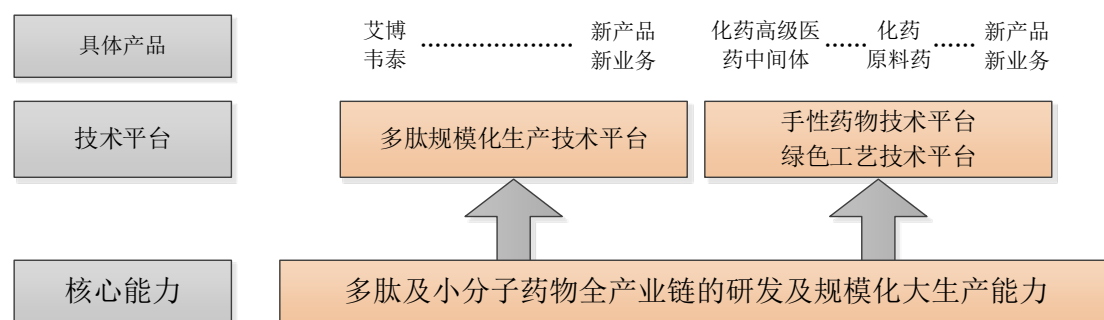 具体产品
艾博
韦泰
…………………
新产品
新业务
化药高级医
药中间体
……
化药
原料药
……
新产品
新业务
技术平台
多肽规模化生产技术平台
手性药物技术平台
绿色工艺技术平台
核心能力
多肽及小分子药物全产业链的研发及规模化大生产能力